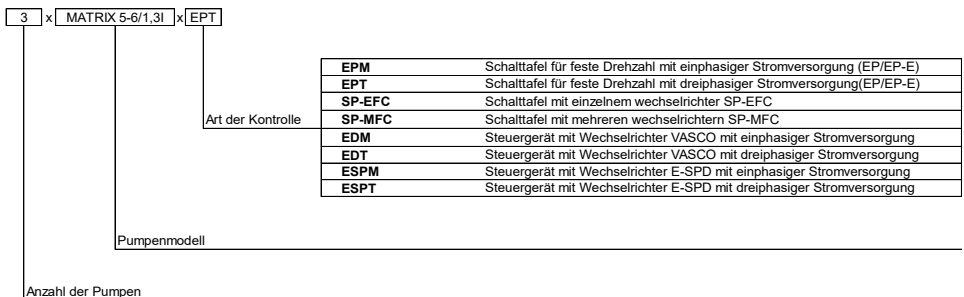 3 x MATRIX 5-6/1,3I x EPT
EPM Schalttafel für feste Drehzahl mit einphasiger Stromversorgung (EP/EP-E)
EPT Schalttafel für feste Drehzahl mit dreiphasiger Stromversorgung(EP/EP-E)
SP-EFC Schalttafel mit einzelnem wechselrichter SP-EFC
Art der Kontrolle SP-MFC Schalttafel mit mehreren wechselrichtern SP-MFC
EDM Steuergerät mit Wechselrichter VASCO mit einphasiger Stromversorgung
EDT Steuergerät mit Wechselrichter VASCO mit dreiphasiger Stromversorgung
ESPM Steuergerät mit Wechselrichter E-SPD mit einphasiger Stromversorgung
ESPT Steuergerät mit Wechselrichter E-SPD mit dreiphasiger Stromversorgung
Pumpenmodell
Anzahl der Pumpen